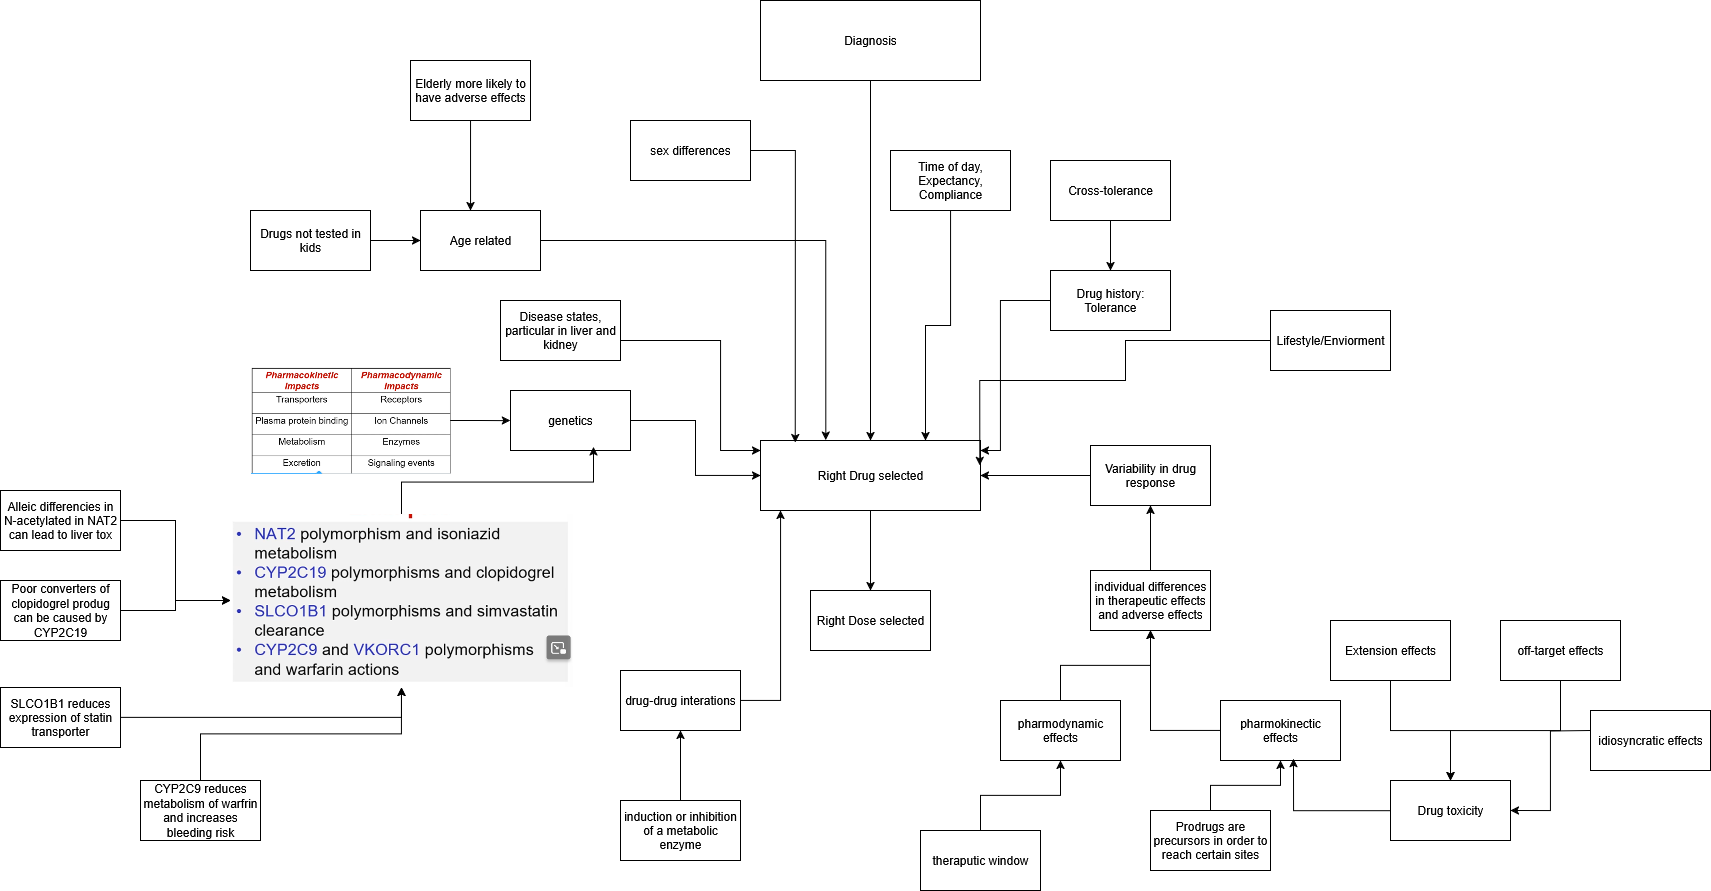 Diagnosis
Elderly more likely to
have adverse effects
sex differences
Time of day,
Expectancy,
Compliance
Cross-tolerance
Drugs not tested in
kids
Age related
Drug history:
Tolerance
Disease states,
particular in liver and
kidney
Lifestyle/Enviorment
Pharmacokinetic
Impacts
Pharmacodynamic
Impacts
Transporters
Receptors
Plasma protein binding
Ion Channels
Metabolism
Enzymes
Excretion
Signaling events
genetics
Right Drug selected
Variability in drug
response
Alleic differencies in
N-acetylated in NAT2
can lead to liver tox
• NAT2 polymorphism and isoniazid
metabolism
• CYP2C19 polymorphisms and clopidogrel
metabolism
• SLCO1B1 polymorphisms and simvastatin
clearance
• CYP2C9 and VKORC1 polymorphisms
and warfarin actions
Poor converters of
clopidogrel produg
can be caused by
CYP2C19
individual differences
in therapeutic effects
and adverse effects
Right Dose selected
Extension effects
off-target effects
SLCO1B1 reduces
expression of statin
transporter
drug-drug interations
pharmodynamic
effects
pharmokinectic
effects
idiosyncratic effects
CYP2C9 reduces
metabolism of warfrin
and increases
bleeding risk
induction or inhibition
of a metabolic
enzyme
theraputic window
Prodrugs are
precursors in order to
reach certain sites
Drug toxicity